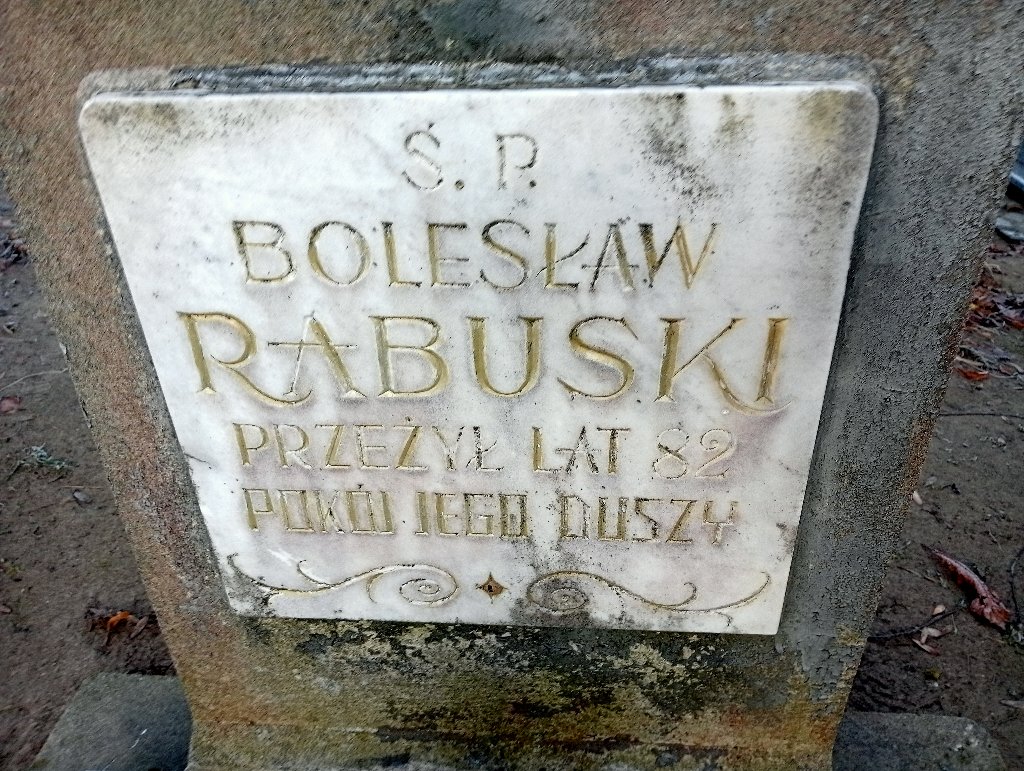 Ś. P.
BOLESŁAW
RABUSKI
PRZEŻYŁ LAT 82
POKÓJ JEGO DUSZY